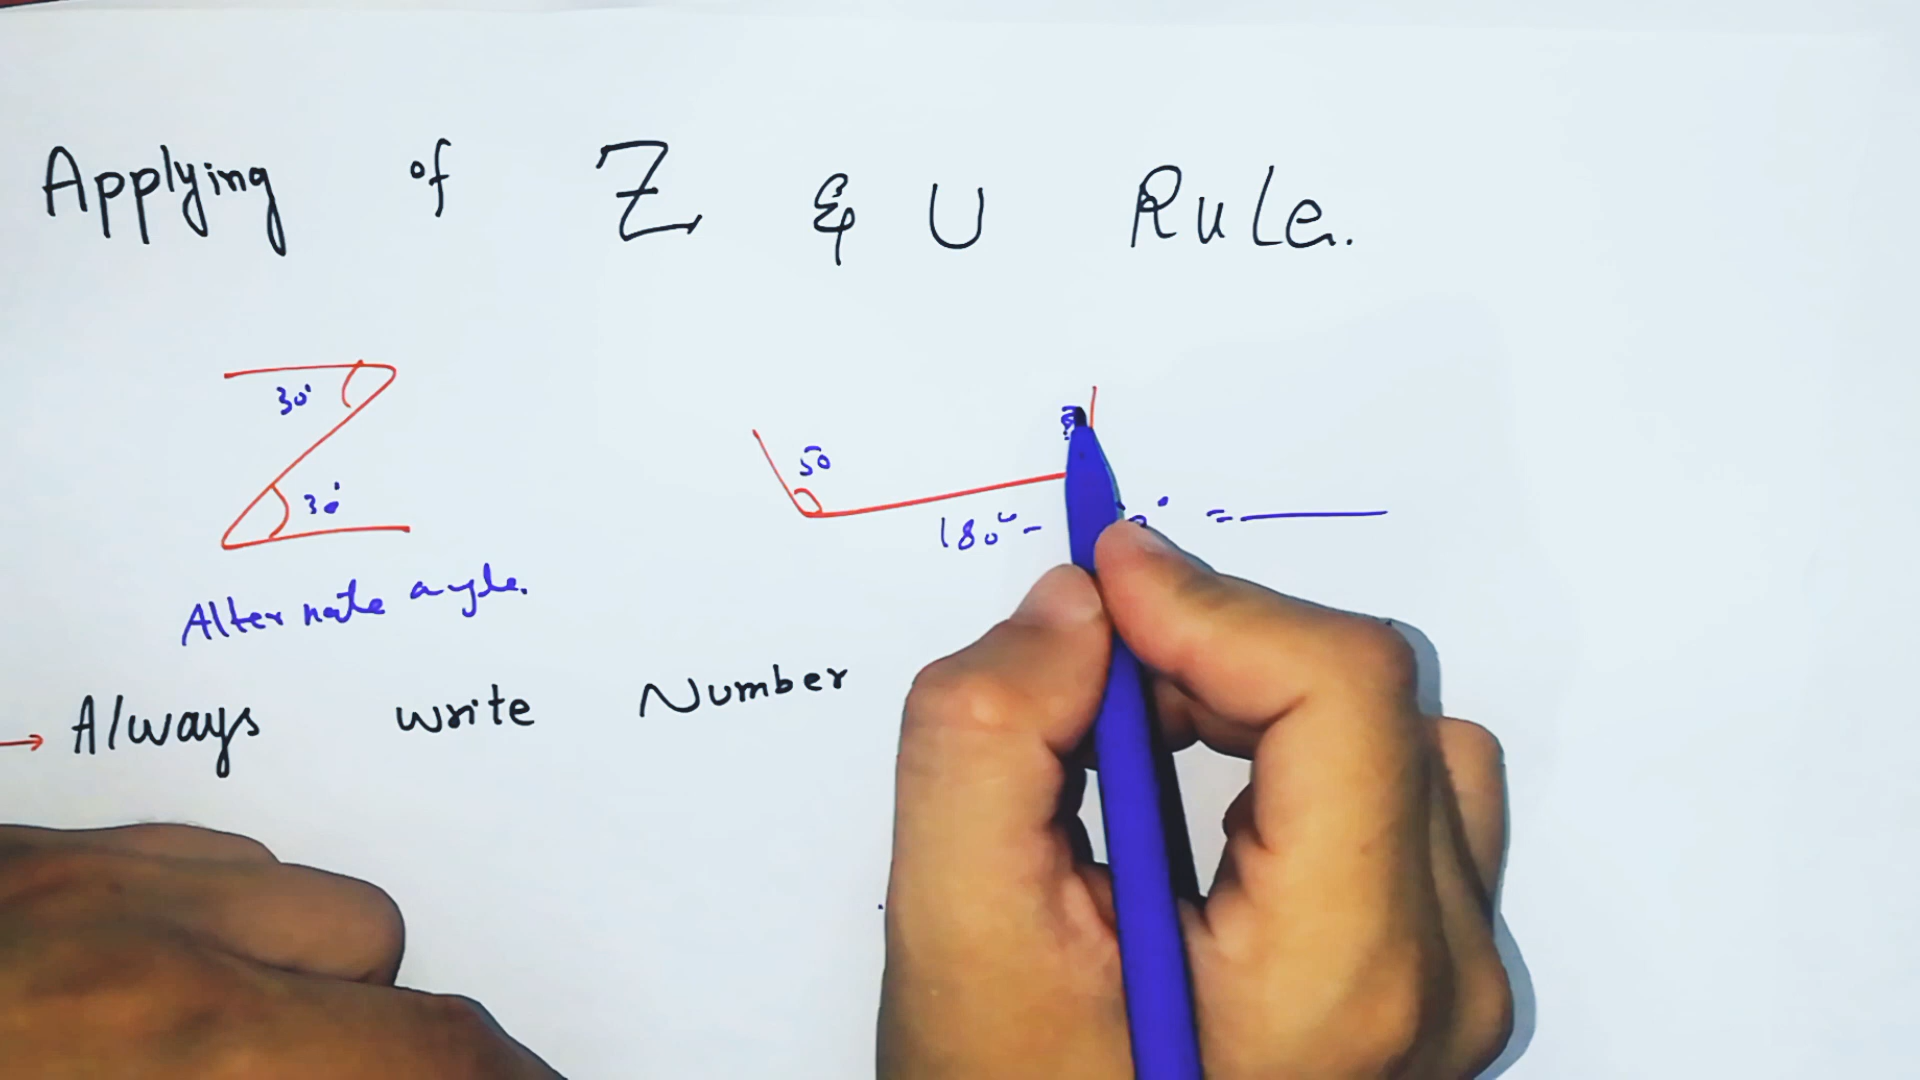 Applying of Z & U Rule.
30°
30°
Alternate angle.
50
?
180° - =
→ Always write Number